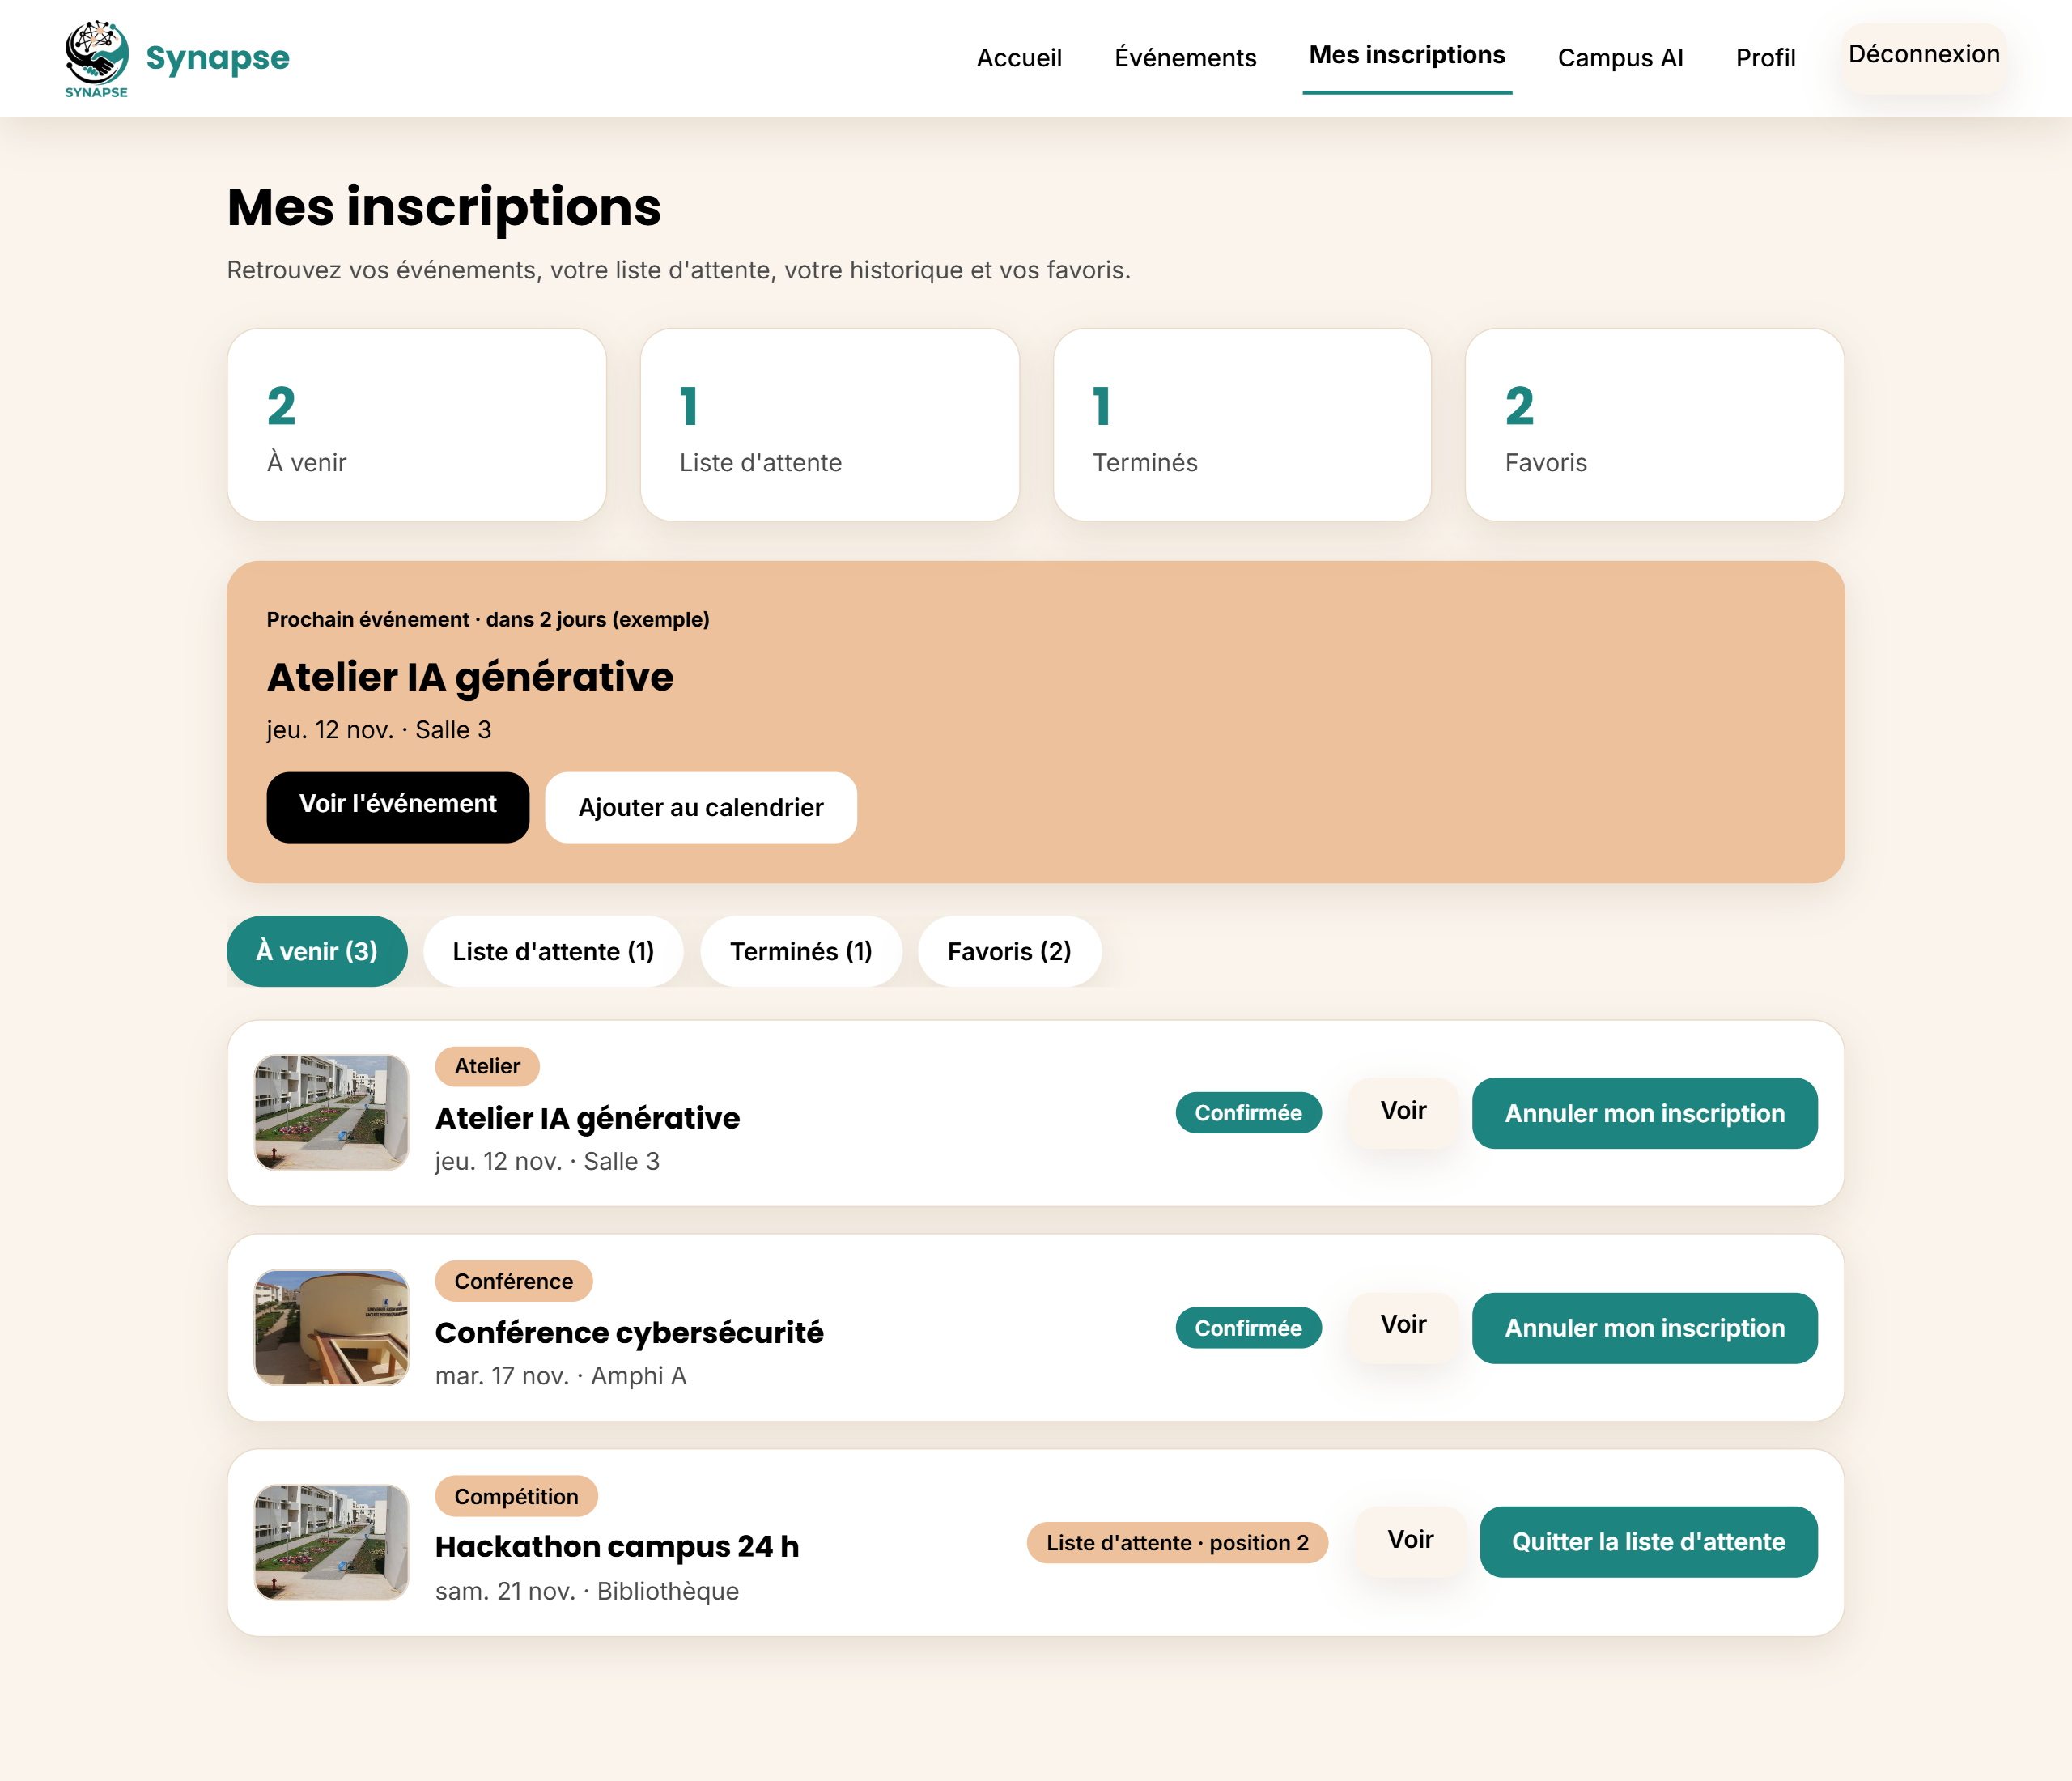 SYNAPSE
Synapse
Accueil
Événements
Mes inscriptions
Campus AI
Profil
Déconnexion
Mes inscriptions
Retrouvez vos événements, votre liste d'attente, votre historique et vos favoris.
2
À venir
1
Liste d'attente
1
Terminés
2
Favoris
Prochain événement · dans 2 jours (exemple)
Atelier IA générative
jeu. 12 nov. · Salle 3
Voir l'événement
Ajouter au calendrier
À venir (3)
Liste d'attente (1)
Terminés (1)
Favoris (2)
Atelier
Atelier IA générative
jeu. 12 nov. · Salle 3
Confirmée
Voir
Annuler mon inscription
Conférence
Conférence cybersécurité
mar. 17 nov. · Amphi A
Confirmée
Voir
Annuler mon inscription
Compétition
Hackathon campus 24 h
sam. 21 nov. · Bibliothèque
Liste d'attente · position 2
Voir
Quitter la liste d'attente